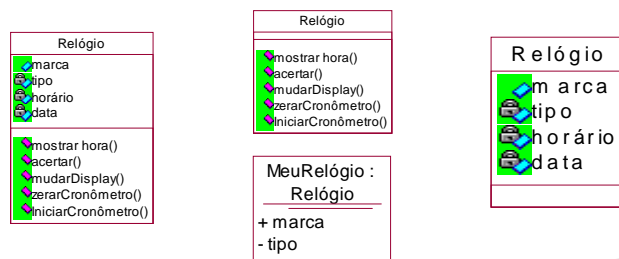 Relógio
marca
tipo
horário
data
mostrar hora()
acertar()
mudarDisplay()
zerarCronômetro()
IniciarCronômetro()
Relógio
mostrar hora()
acertar()
mudarDisplay()
zerarCronômetro()
IniciarCronômetro()
MeuRelógio :
Relógio
+ marca
- tipo
Relógio
marca
tipo
horário
data